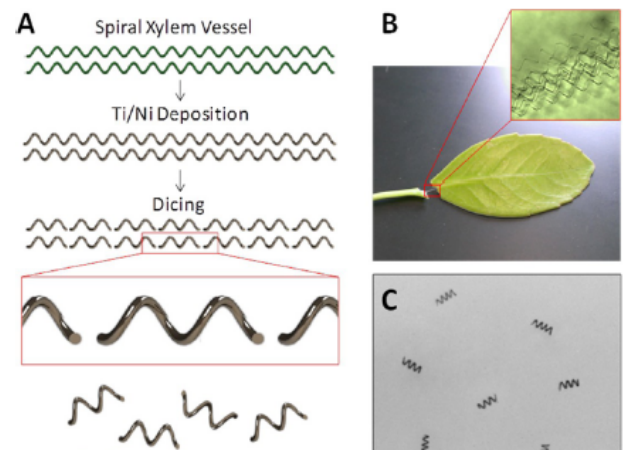 A
Spiral Xylem Vessel
Ti/Ni Deposition
Dicing
B
C